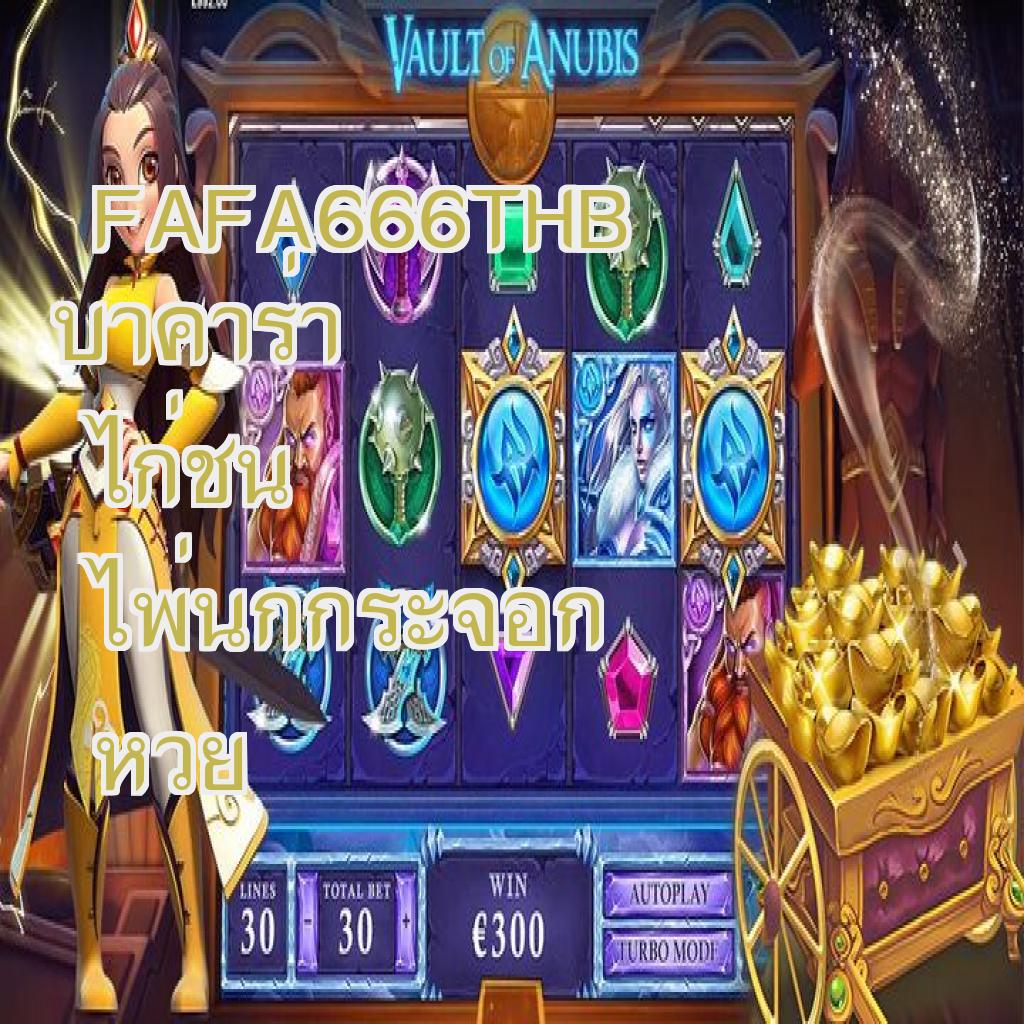 VAULT OF ANUBIS
FAFA666THB
บาคารา
ไก่ชน
ไพ่นกกระจอก
หวย
LINES
30
TOTAL BET
- 30 +
WIN
€300
AUTOPLAY
TURBO MODE